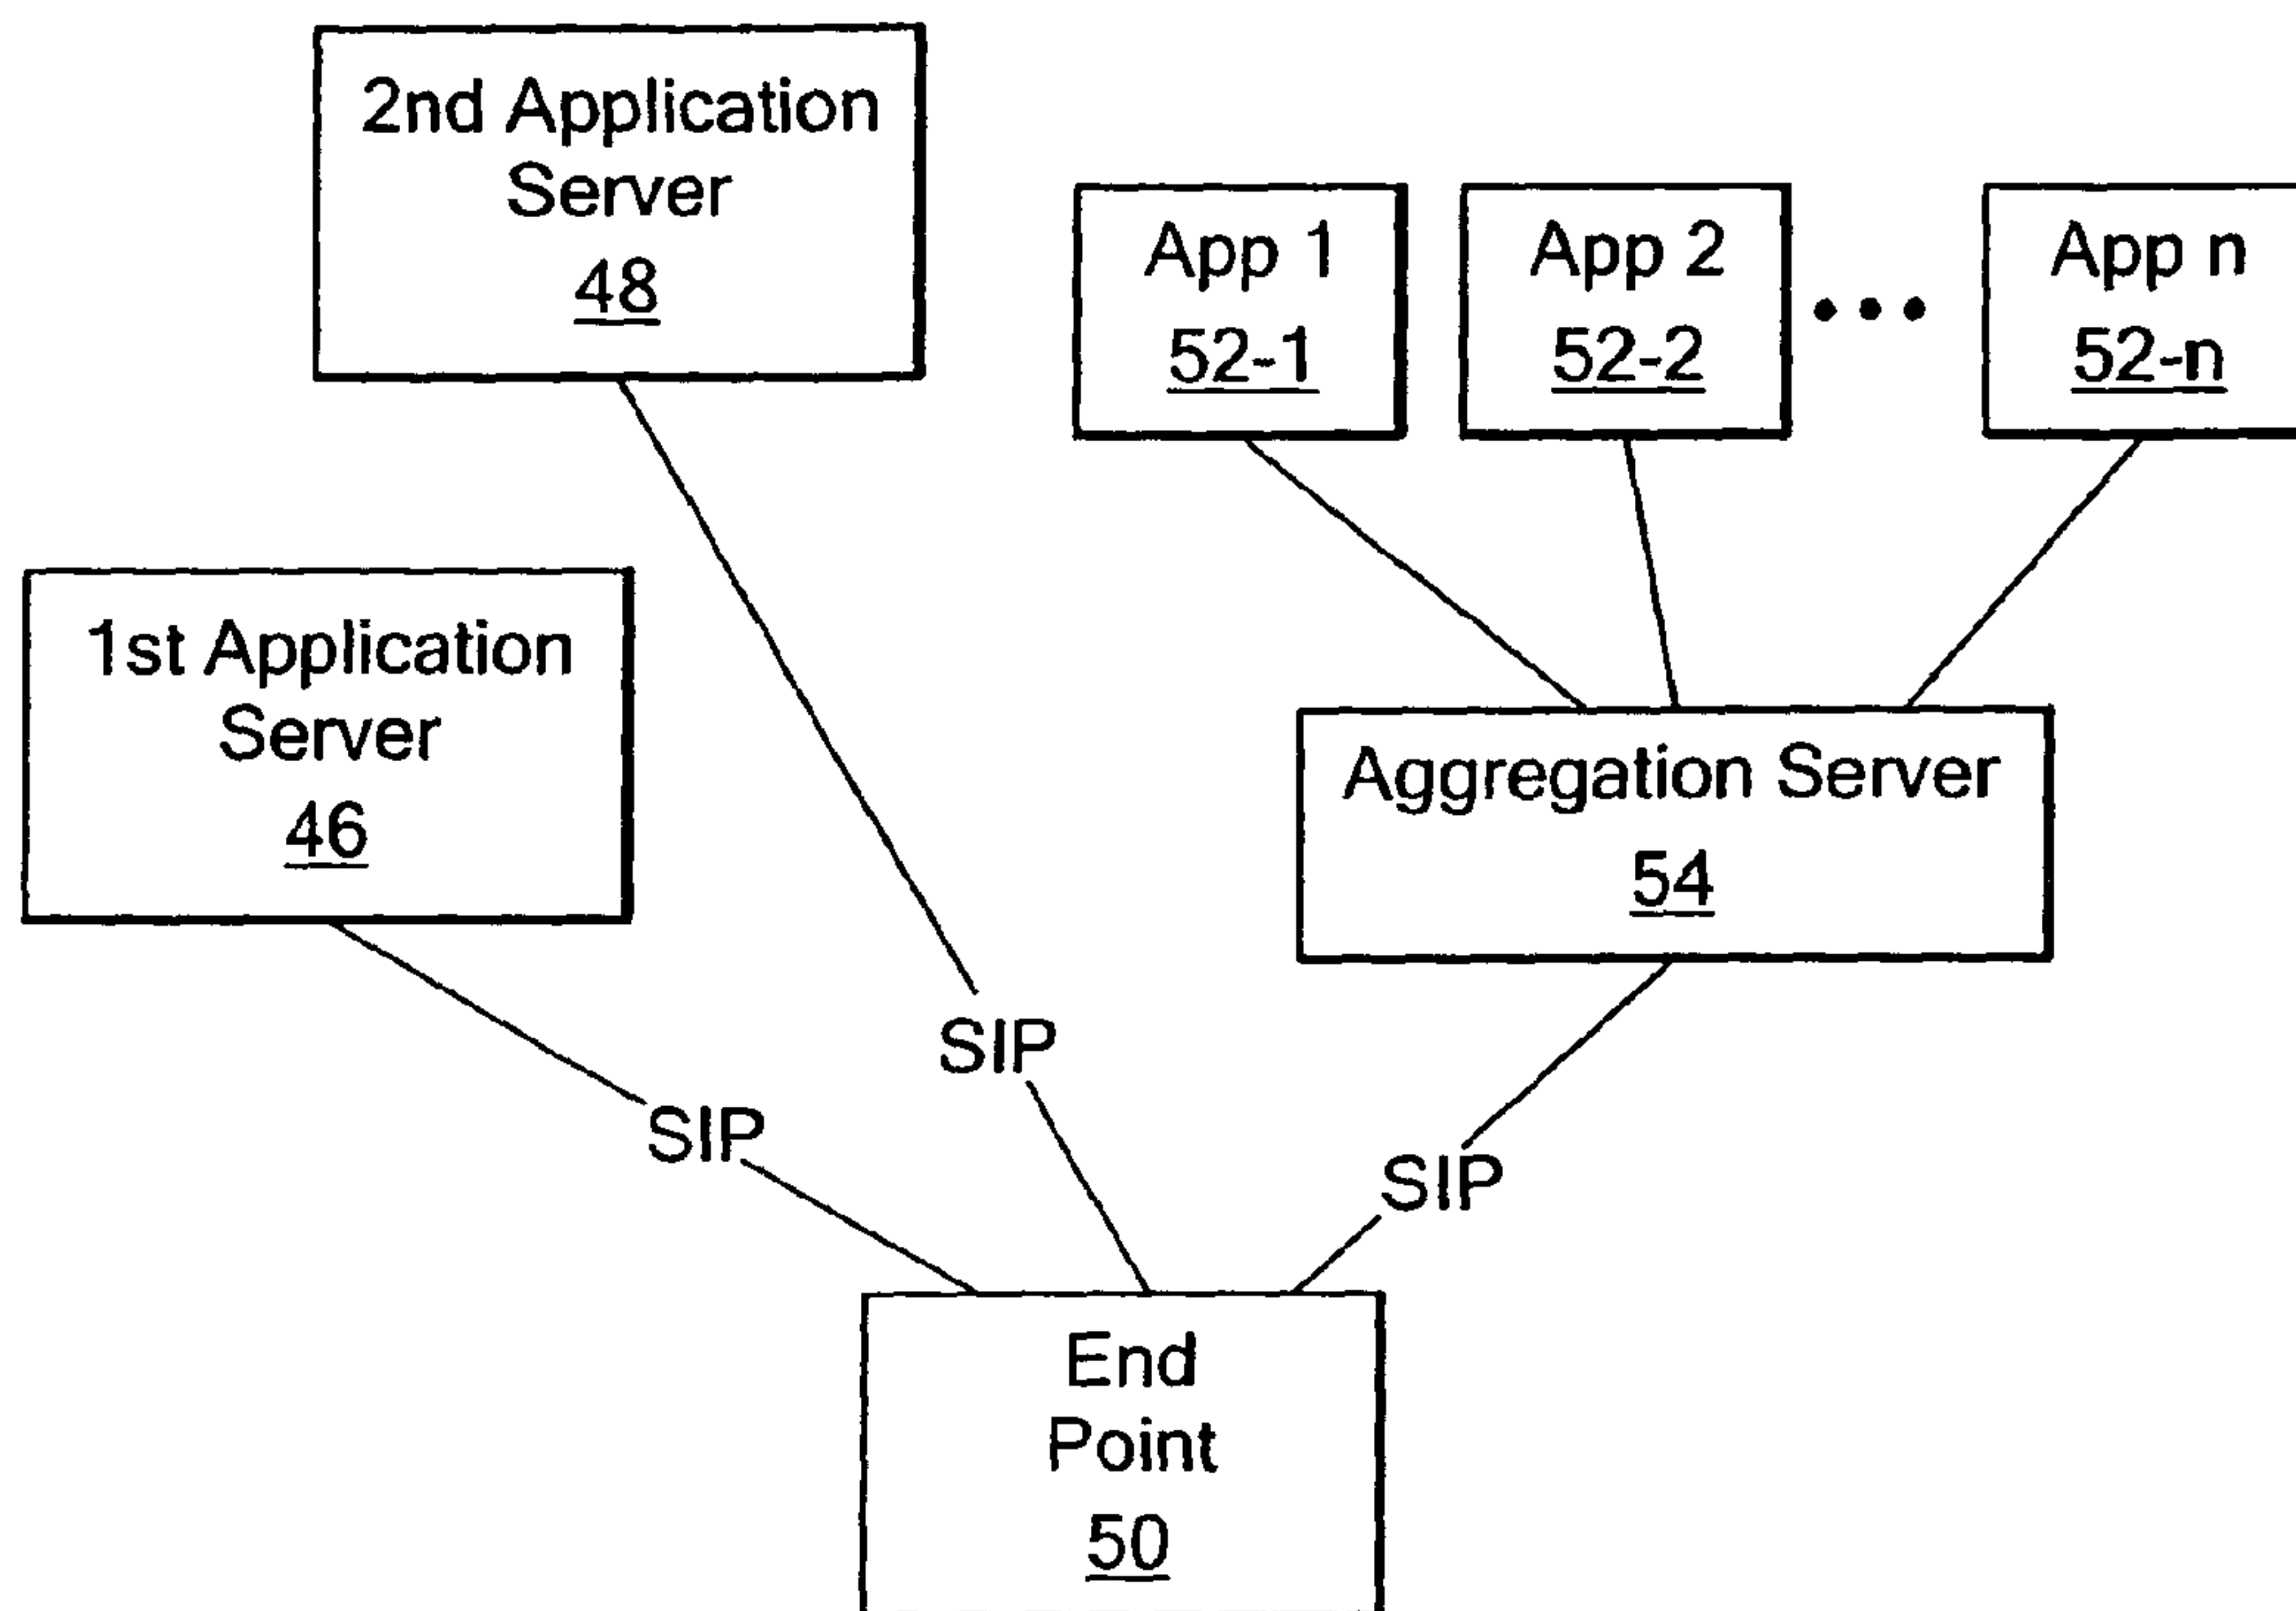 2nd Application
Server
48
App 1
52-1
App 2
52-2
App n
52-n
1st Application
Server
46
Aggregation Server
54
SIP
SIP
SIP
End
Point
50